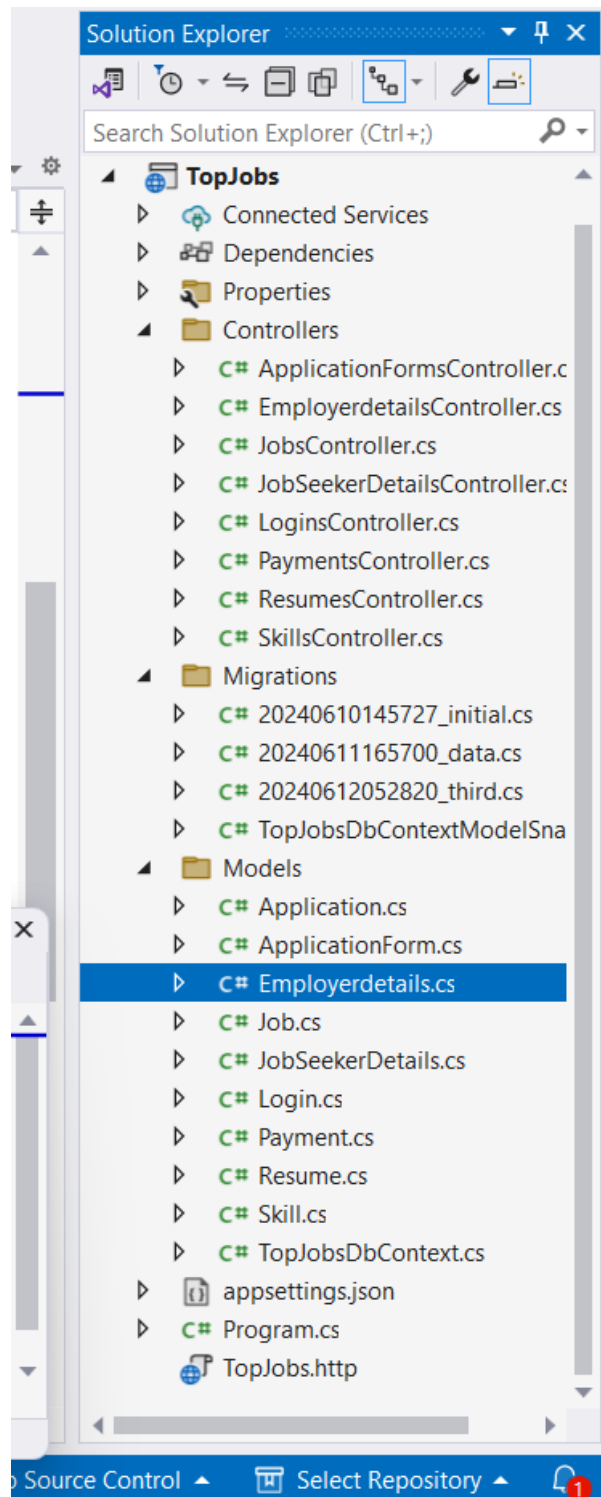 Solution Explorer
Search Solution Explorer (Ctrl+;)
TopJobs
Connected Services
Dependencies
Properties
Controllers
C# ApplicationFormsController.c
C# EmployerdetailsController.cs
C# JobsController.cs
C# JobSeekerDetailsController.cs
C# LoginsController.cs
C# PaymentsController.cs
C# ResumesController.cs
C# SkillsController.cs
Migrations
C# 20240610145727_initial.cs
C# 20240611165700_data.cs
C# 20240612052820_third.cs
C# TopJobsDbContextModelSna
Models
C# Application.cs
C# ApplicationForm.cs
C# Employerdetails.cs
C# Job.cs
C# JobSeekerDetails.cs
C# Login.cs
C# Payment.cs
C# Resume.cs
C# Skill.cs
C# TopJobsDbContext.cs
appsettings.json
C# Program.cs
TopJobs.http
Source Control Select Repository 1